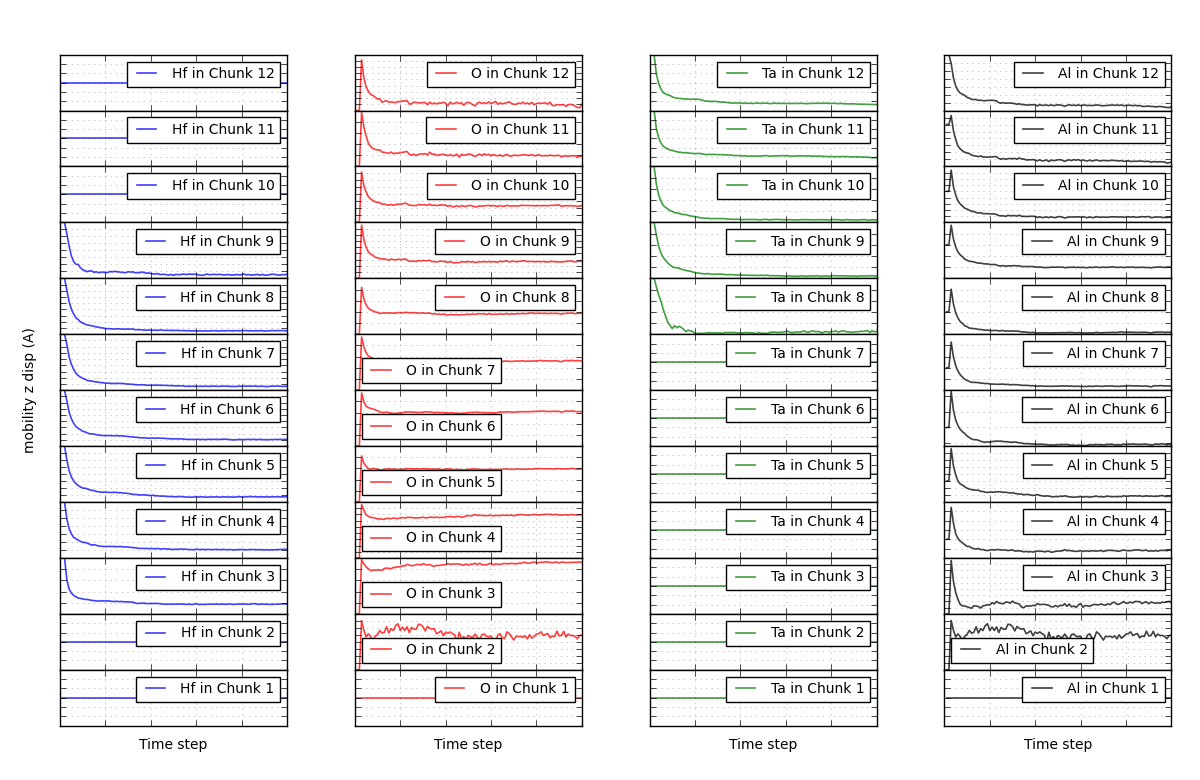 Hf in Chunk 12
O in Chunk 12
Ta in Chunk 12
Al in Chunk 12
Hf in Chunk 11
O in Chunk 11
Ta in Chunk 11
Al in Chunk 11
Hf in Chunk 10
O in Chunk 10
Ta in Chunk 10
Al in Chunk 10
Hf in Chunk 9
O in Chunk 9
Ta in Chunk 9
Al in Chunk 9
Hf in Chunk 8
O in Chunk 8
Ta in Chunk 8
Al in Chunk 8
Hf in Chunk 7
O in Chunk 7
Ta in Chunk 7
Al in Chunk 7
Hf in Chunk 6
O in Chunk 6
Ta in Chunk 6
Al in Chunk 6
Hf in Chunk 5
O in Chunk 5
Ta in Chunk 5
Al in Chunk 5
Hf in Chunk 4
O in Chunk 4
Ta in Chunk 4
Al in Chunk 4
Hf in Chunk 3
O in Chunk 3
Ta in Chunk 3
Al in Chunk 3
Hf in Chunk 2
O in Chunk 2
Ta in Chunk 2
Al in Chunk 2
Hf in Chunk 1
O in Chunk 1
Ta in Chunk 1
Al in Chunk 1
mobility z disp (A)
Time step
Time step
Time step
Time step